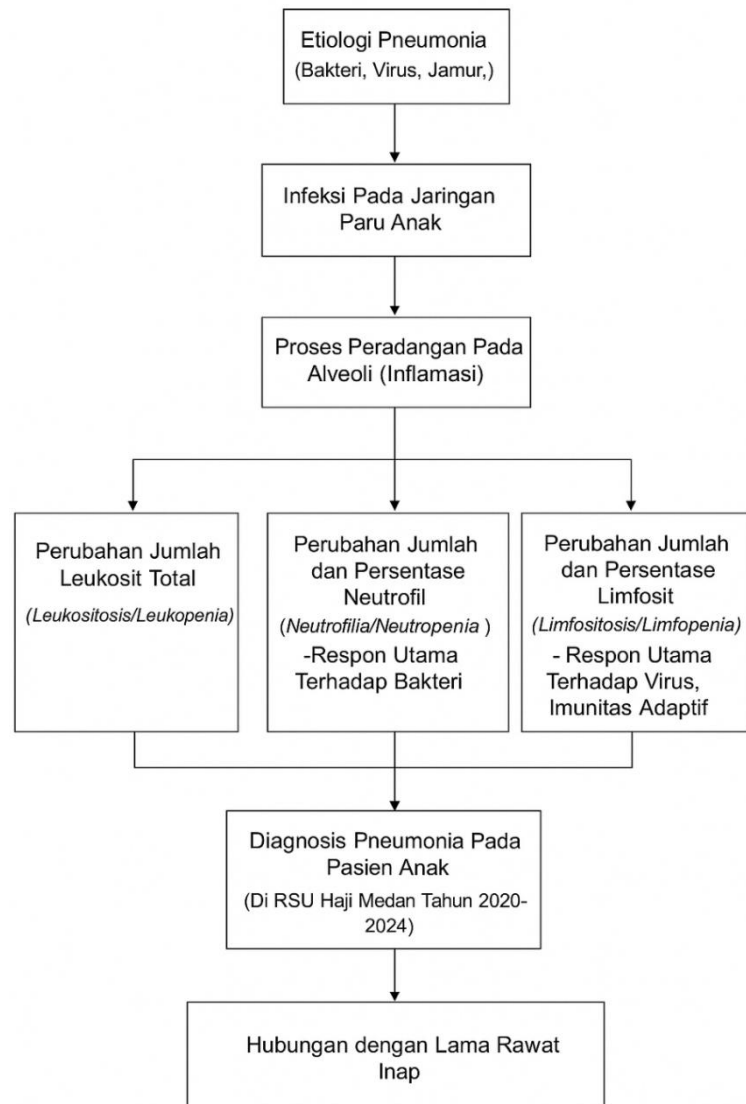 Etiologi Pneumonia
(Bakteri, Virus, Jamur,)
Infeksi Pada Jaringan
Paru Anak
Proses Peradangan Pada
Alveoli (Inflamasi)
Perubahan Jumlah
Leukosit Total
(Leukositosis/Leukopenia)
Perubahan Jumlah
dan Persentase
Neutrofil
(Neutrofilia/Neutropenia )
-Respon Utama
Terhadap Bakteri
Perubahan Jumlah
dan Persentase
Limfosit
(Limfositosis/Limfopenia)
- Respon Utama
Terhadap Virus,
Imunitas Adaptif
Diagnosis Pneumonia Pada
Pasien Anak
(Di RSU Haji Medan Tahun 2020-
2024)
Hubungan dengan Lama Rawat
Inap